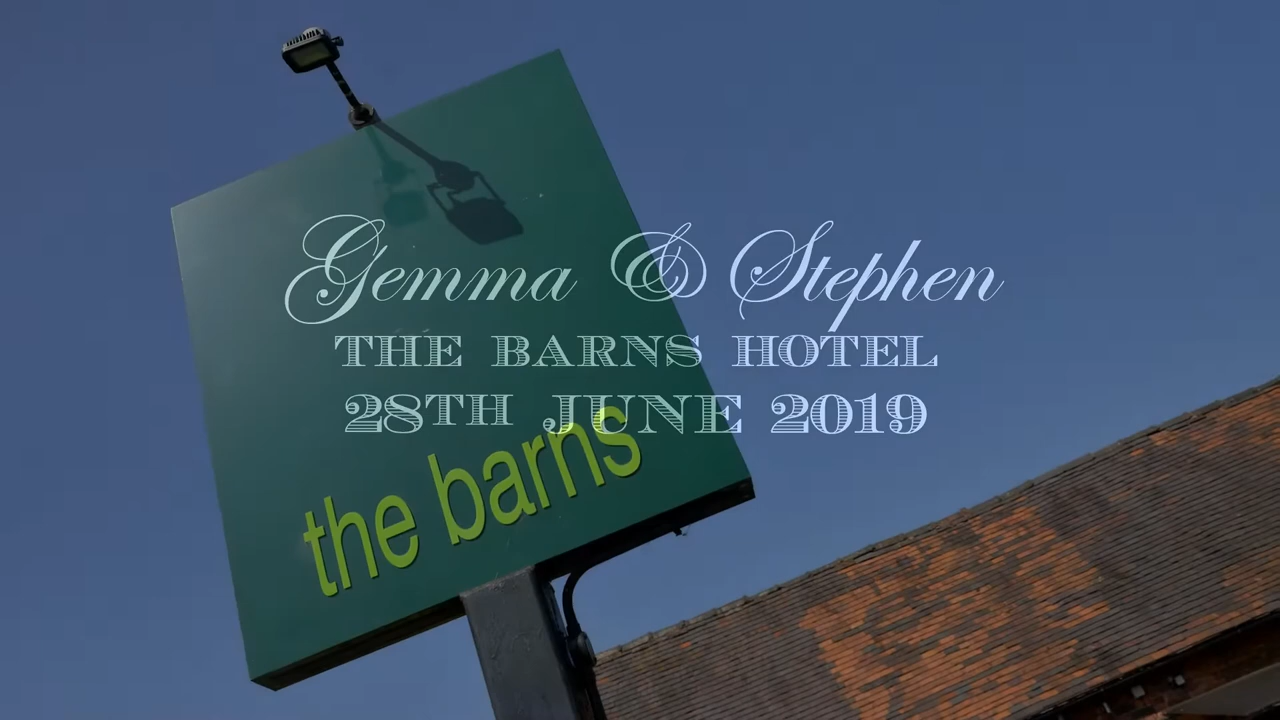 Gemma & Stephen
THE BARNS HOTEL
28TH JUNE 2019
the barns